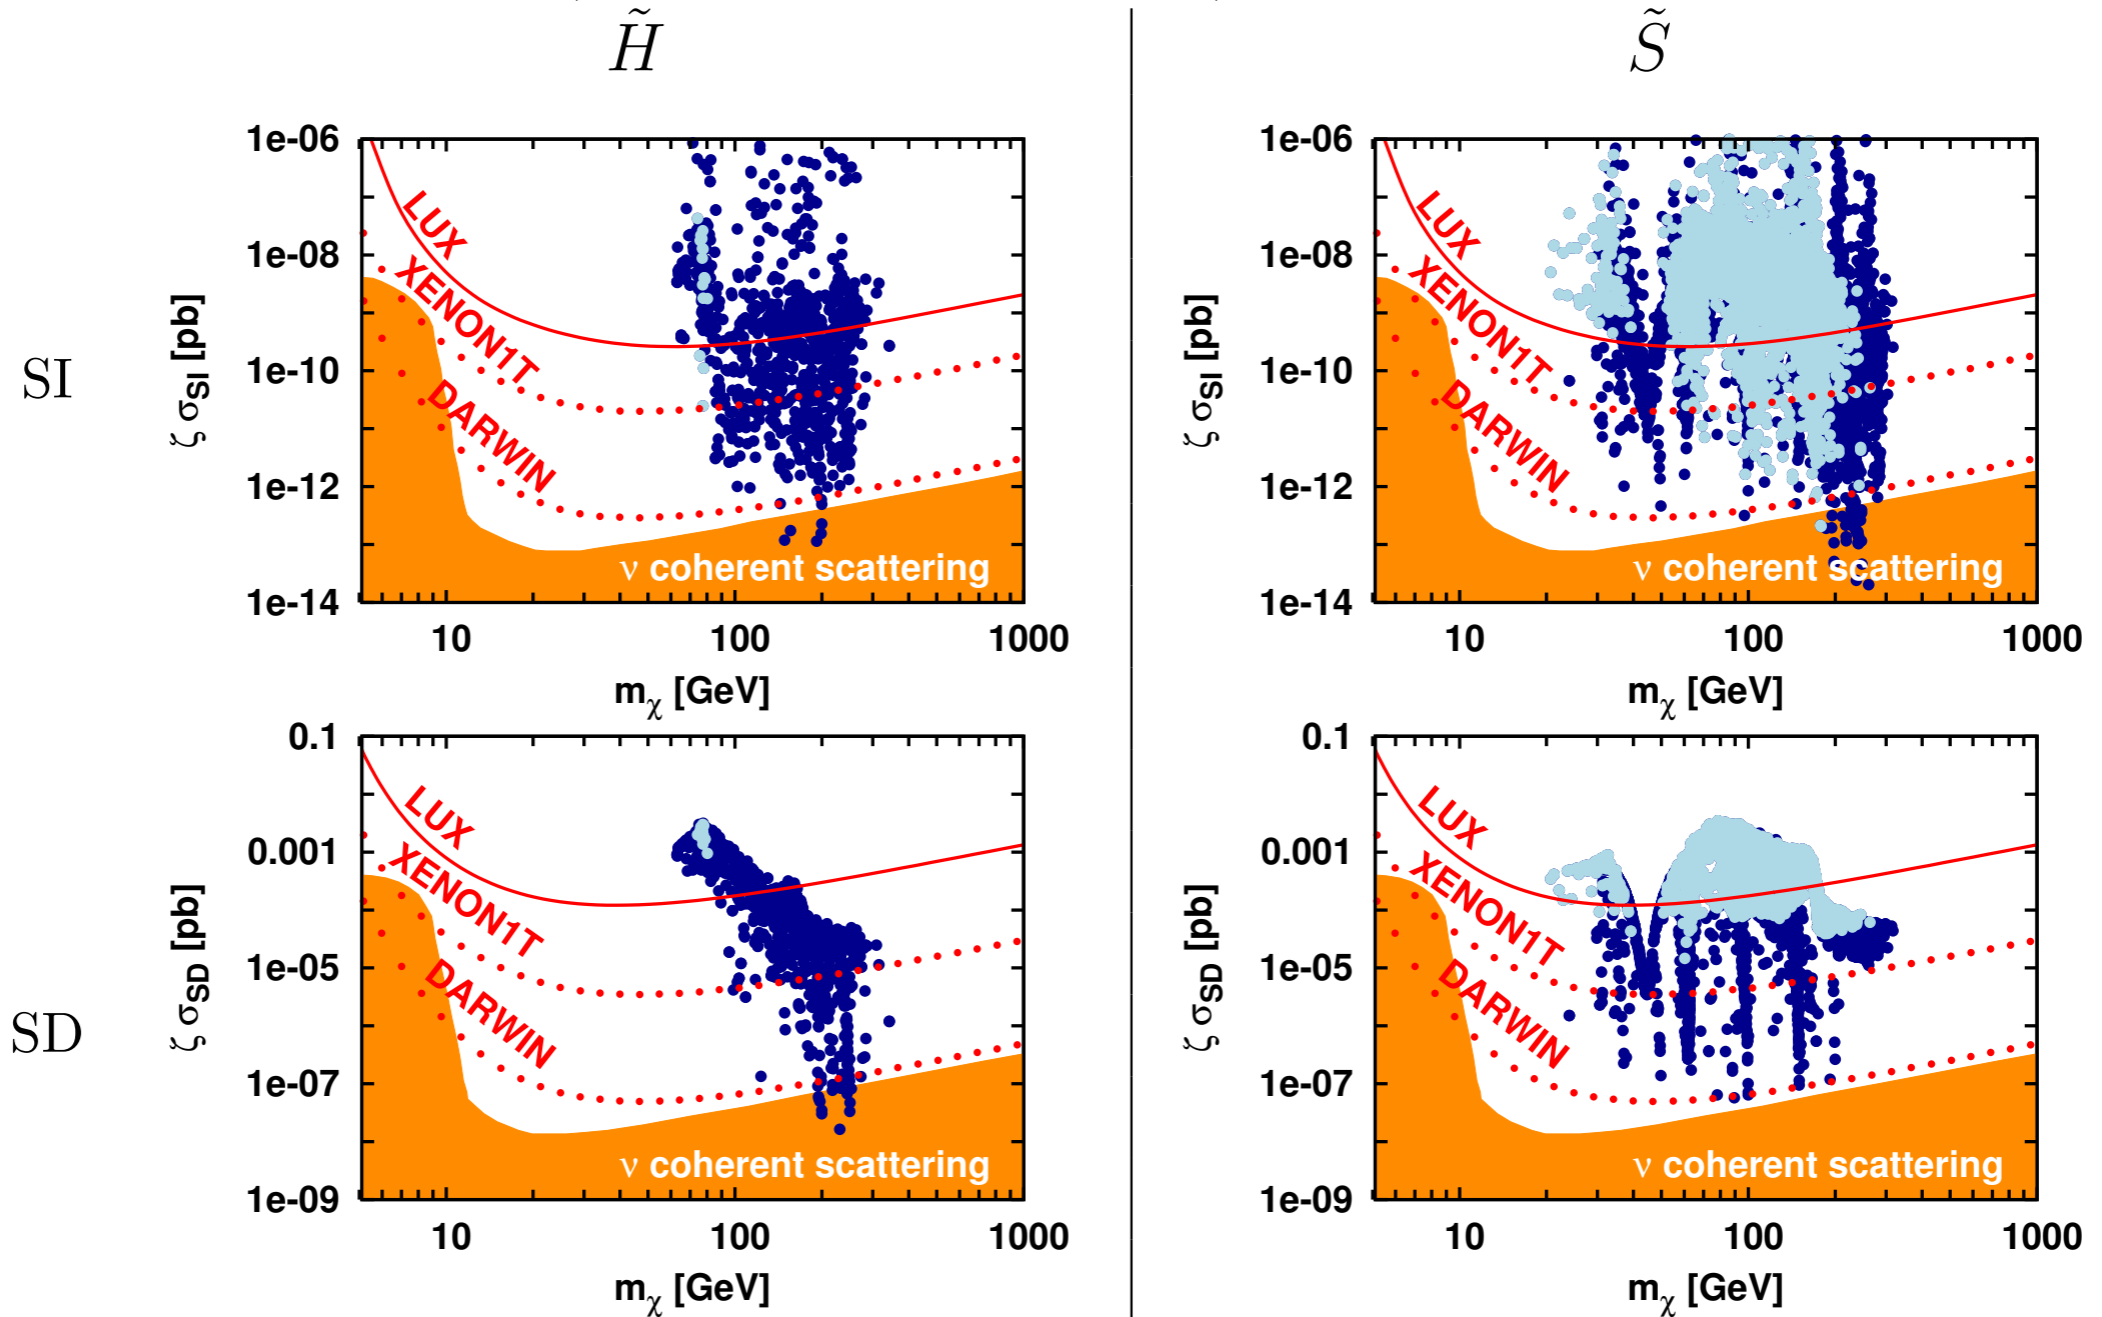 H̃
S̃
SI
1e-06
1e-08
1e-10
1e-12
1e-14
ζ σSI [pb]
LUX
XENON1T
DARWIN
ν coherent scattering
10
100
1000
mχ [GeV]
1e-06
1e-08
1e-10
1e-12
1e-14
ζ σSI [pb]
LUX
XENON1T
DARWIN
ν coherent scattering
10
100
1000
mχ [GeV]
SD
0.1
0.001
1e-05
1e-07
1e-09
ζ σSD [pb]
LUX
XENON1T
DARWIN
ν coherent scattering
10
100
1000
mχ [GeV]
0.1
0.001
1e-05
1e-07
1e-09
ζ σSD [pb]
LUX
XENON1T
DARWIN
ν coherent scattering
10
100
1000
mχ [GeV]